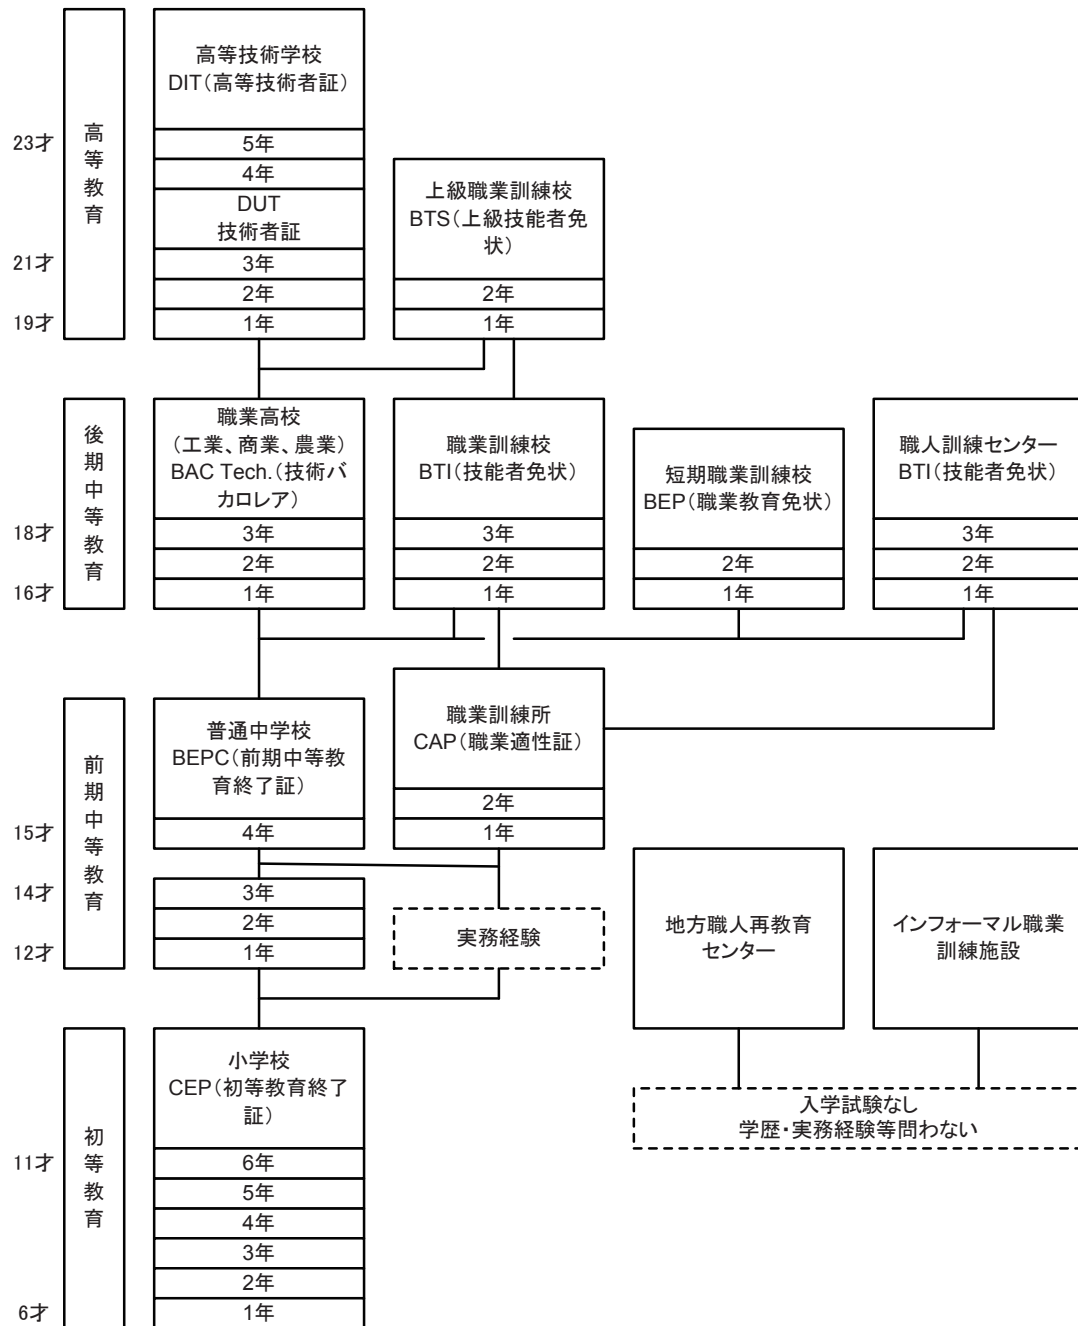 高等教育
23才
21才
19才
高等技術学校
DIT（高等技術者証）
5年
4年
DUT
技術者証
3年
2年
1年
上級職業訓練校
BTS（上級技能者免
状）
2年
1年
後期中等教育
18才
16才
職業高校
（工業、商業、農業）
BAC Tech.（技術バ
カロレア）
3年
2年
1年
職業訓練校
BTI（技能者免状）
3年
2年
1年
短期職業訓練校
BEP（職業教育免状）
2年
1年
職人訓練センター
BTI（技能者免状）
3年
2年
1年
前期中等教育
15才
14才
12才
普通中学校
BEPC（前期中等教
育終了証）
4年
3年
2年
1年
職業訓練所
CAP（職業適性証）
2年
1年
実務経験
地方職人再教育
センター
インフォーマル職業
訓練施設
入学試験なし
学歴・実務経験等問わない
初等教育
11才
6才
小学校
CEP（初等教育終了
証）
6年
5年
4年
3年
2年
1年